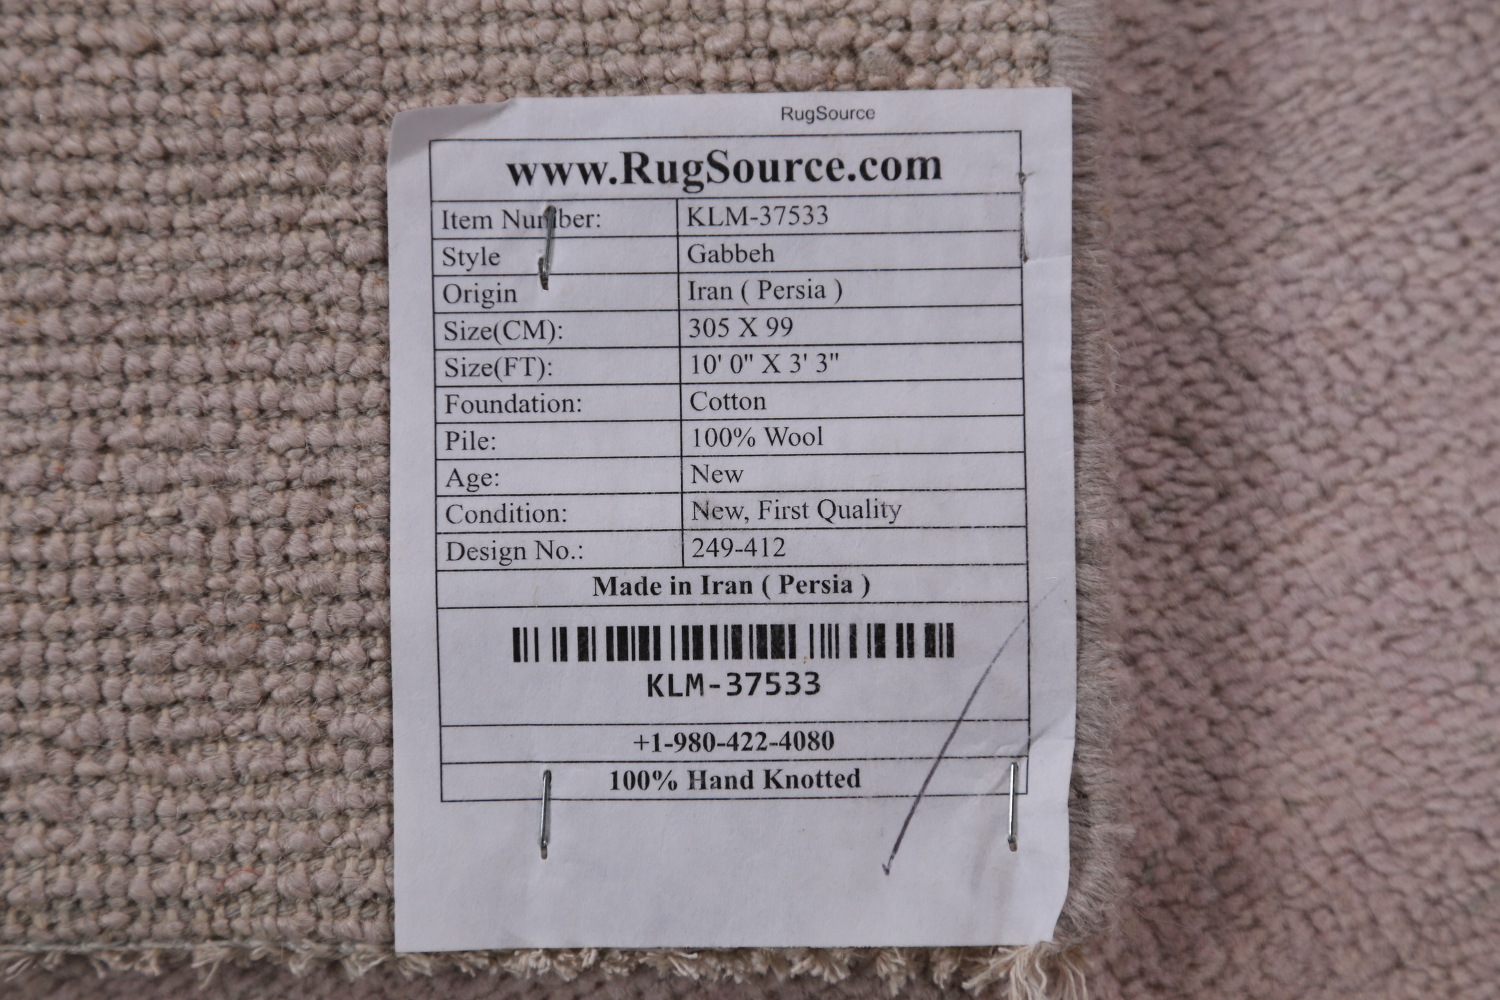 RugSource
www.RugSource.com
Item Number: KLM-37533
Style Gabbeh
Origin Iran ( Persia )
Size(CM): 305 X 99
Size(FT): 10' 0" X 3' 3"
Foundation: Cotton
Pile: 100% Wool
Age: New
Condition: New, First Quality
Design No.: 249-412
Made in Iran ( Persia )
KLM-37533
+1-980-422-4080
100% Hand Knotted